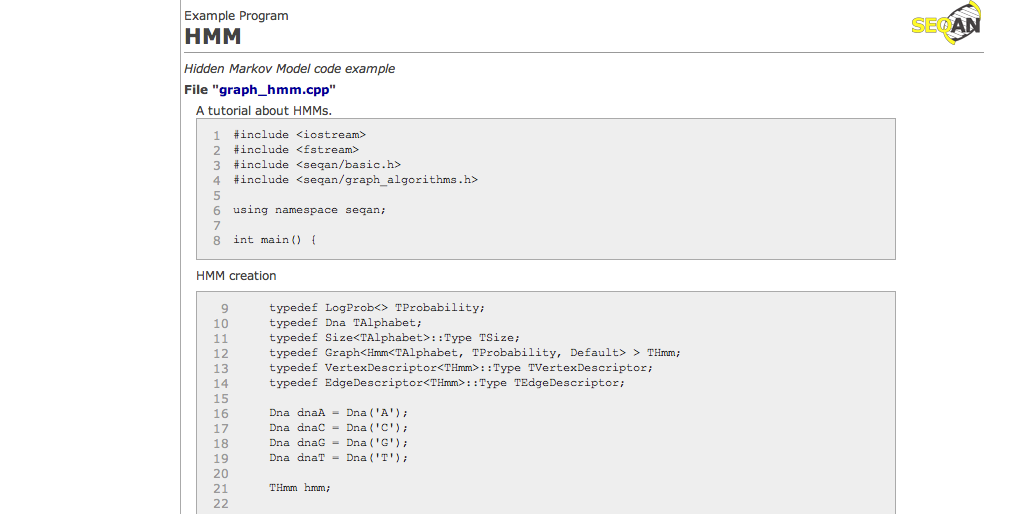 Example Program
SEQAN
HMM
Hidden Markov Model code example
File "graph_hmm.cpp"
A tutorial about HMMs.
1 #include <iostream>
2 #include <fstream>
3 #include <seqan/basic.h>
4 #include <seqan/graph_algorithms.h>
5
6 using namespace seqan;
7
8 int main() {
HMM creation
9 typedef LogProb<> TProbability;
10 typedef Dna TAlphabet;
11 typedef Size<TAlphabet>::Type TSize;
12 typedef Graph<Hmm<TAlphabet, TProbability, Default> > THmm;
13 typedef VertexDescriptor<THmm>::Type TVertexDescriptor;
14 typedef EdgeDescriptor<THmm>::Type TEdgeDescriptor;
15
16 Dna dnaA = Dna('A');
17 Dna dnaC = Dna('C');
18 Dna dnaG = Dna('G');
19 Dna dnaT = Dna('T');
20
21 THmm hmm;
22